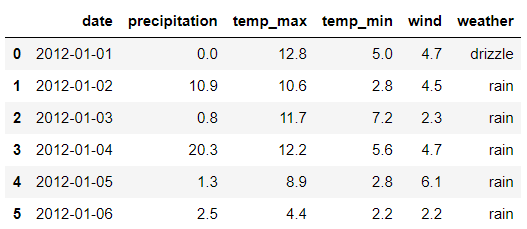 date precipitation temp_max temp_min wind weather
0 2012-01-01 0.0 12.8 5.0 4.7 drizzle
1 2012-01-02 10.9 10.6 2.8 4.5 rain
2 2012-01-03 0.8 11.7 7.2 2.3 rain
3 2012-01-04 20.3 12.2 5.6 4.7 rain
4 2012-01-05 1.3 8.9 2.8 6.1 rain
5 2012-01-06 2.5 4.4 2.2 2.2 rain